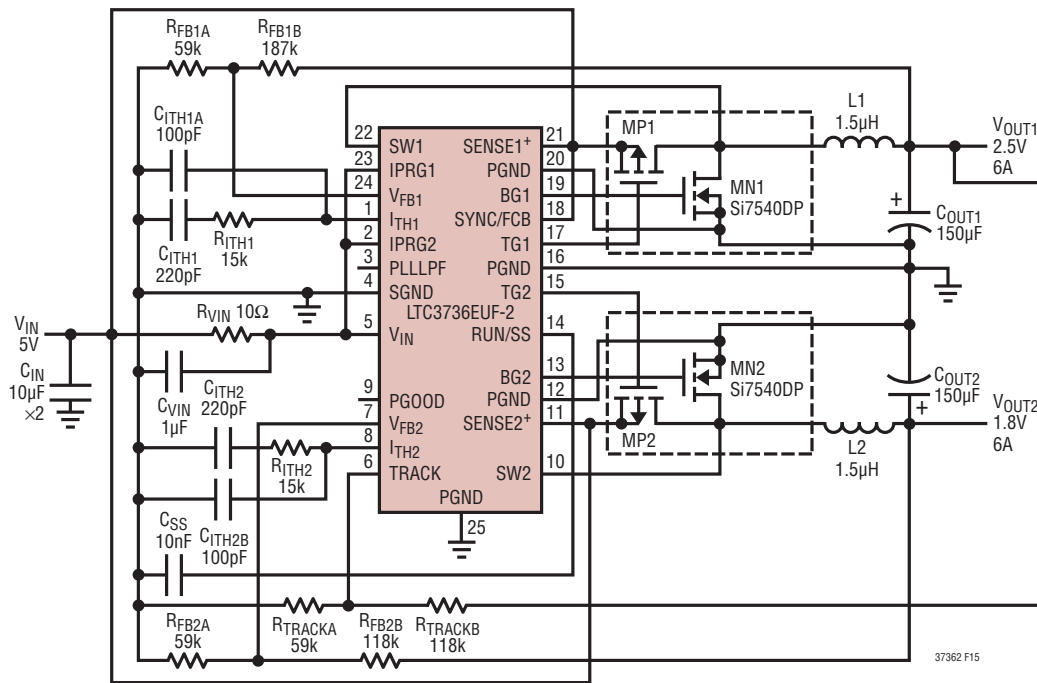 RFB1A
59k
RFB1B
187k
CITH1A
100pF
22
SW1
23
IPRG1
24
VFB1
1
ITH1
2
IPRG2
3
PLLLPF
4
SGND
LTC3736EUF-2
5
VIN
9
PGOOD
7
VFB2
8
ITH2
6
TRACK
PGND
25
SENSE1+
21
PGND
20
BG1
19
SYNC/FCB
18
TG1
17
PGND
16
TG2
15
RUN/SS
14
BG2
13
PGND
12
SENSE2+
11
SW2
10
CITH1
220pF
RITH1
15k
RVIN 10Ω
VIN
5V
CIN
10µF
×2
CVIN
1µF
CITH2
220pF
RITH2
15k
CITH2B
100pF
CSS
10nF
RFB2A
59k
RTRACKA
59k
RFB2B
118k
RTRACKB
118k
MP1
MN1
Si7540DP
L1
1.5µH
VOUT1
2.5V
6A
COUT1
150µF
MN2
Si7540DP
MP2
COUT2
150µF
L2
1.5µH
VOUT2
1.8V
6A
+
+
37362 F15